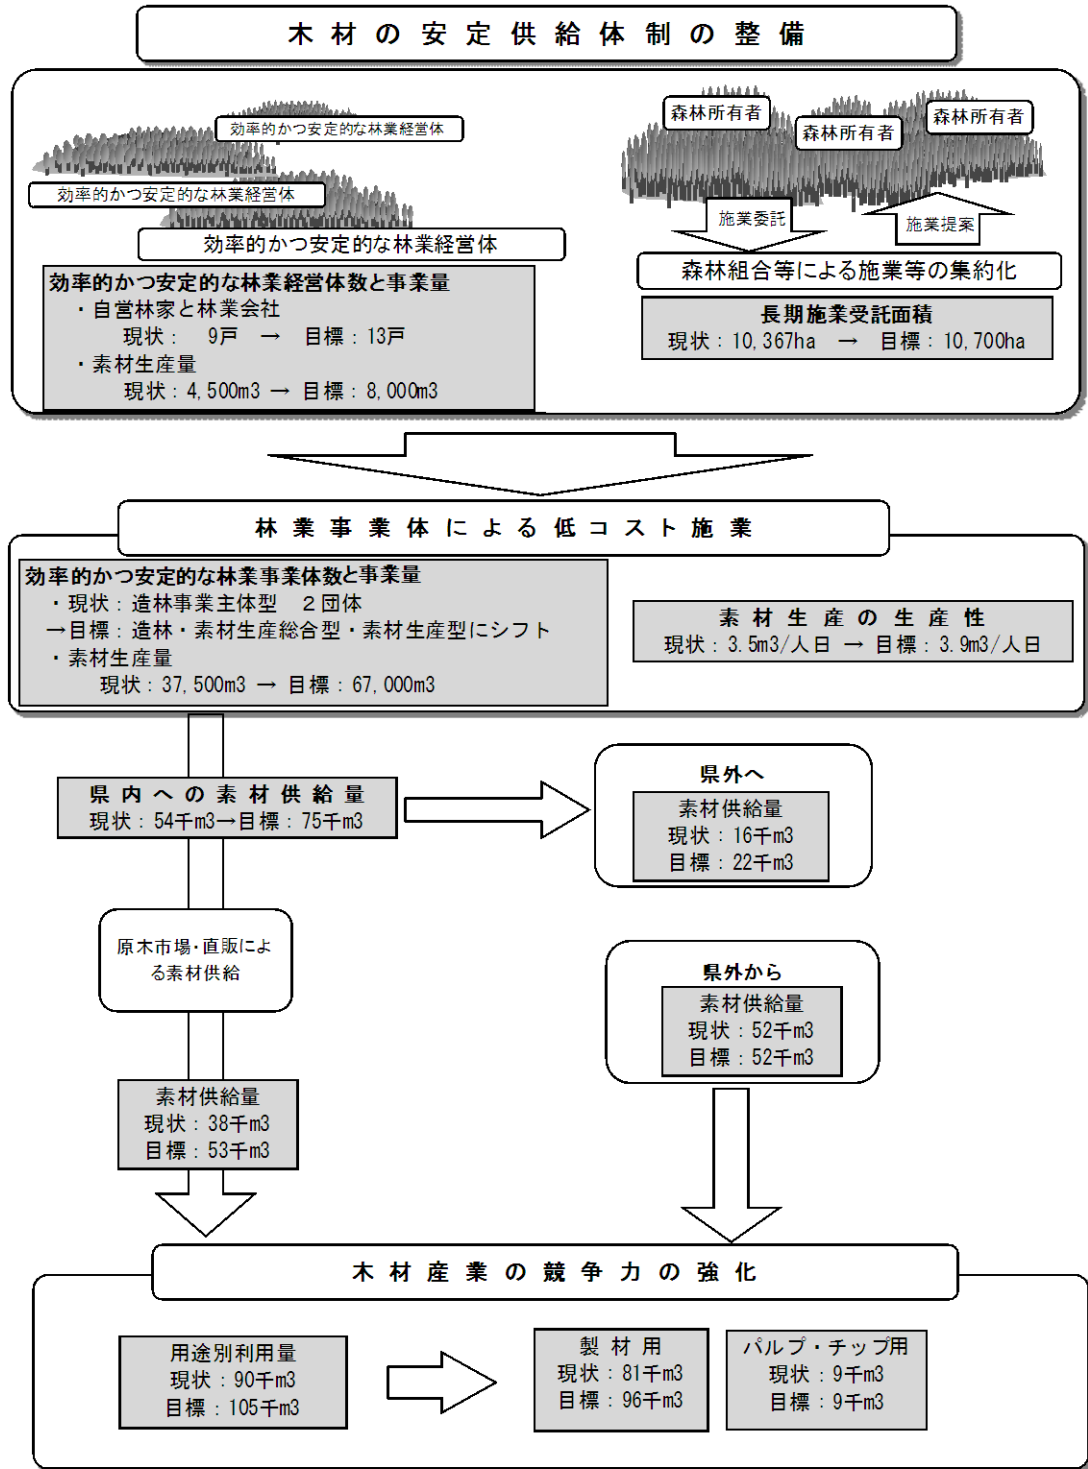 木材の安定供給体制の整備
効率的かつ安定的な林業経営体
効率的かつ安定的な林業経営体
効率的かつ安定的な林業経営体
効率的かつ安定的な林業経営体数と事業量
・自営林家と林業会社
現状： 9戸 → 目標：13戸
・素材生産量
現状：4,500m3 → 目標：8,000m3
森林所有者
森林所有者
森林所有者
施業委託
施業提案
森林組合等による施業等の集約化
長期施業受託面積
現状：10,367ha → 目標：10,700ha
林業事業体による低コスト施業
効率的かつ安定的な林業事業体数と事業量
・現状：造林事業主体型 ２団体
→目標：造林・素材生産総合型・素材生産型にシフト
・素材生産量
現状：37,500m3 → 目標：67,000m3
素材生産の生産性
現状：3.5m3/人日 → 目標：3.9m3/人日
県内への素材供給量
現状：54千m3→目標：75千m3
県外へ
素材供給量
現状：16千m3
目標：22千m3
原木市場・直販によ
る素材供給
県外から
素材供給量
現状：52千m3
目標：52千m3
素材供給量
現状：38千m3
目標：53千m3
木材産業の競争力の強化
用途別利用量
現状：90千m3
目標：105千m3
製材用
現状：81千m3
目標：96千m3
パルプ・チップ用
現状：9千m3
目標：9千m3